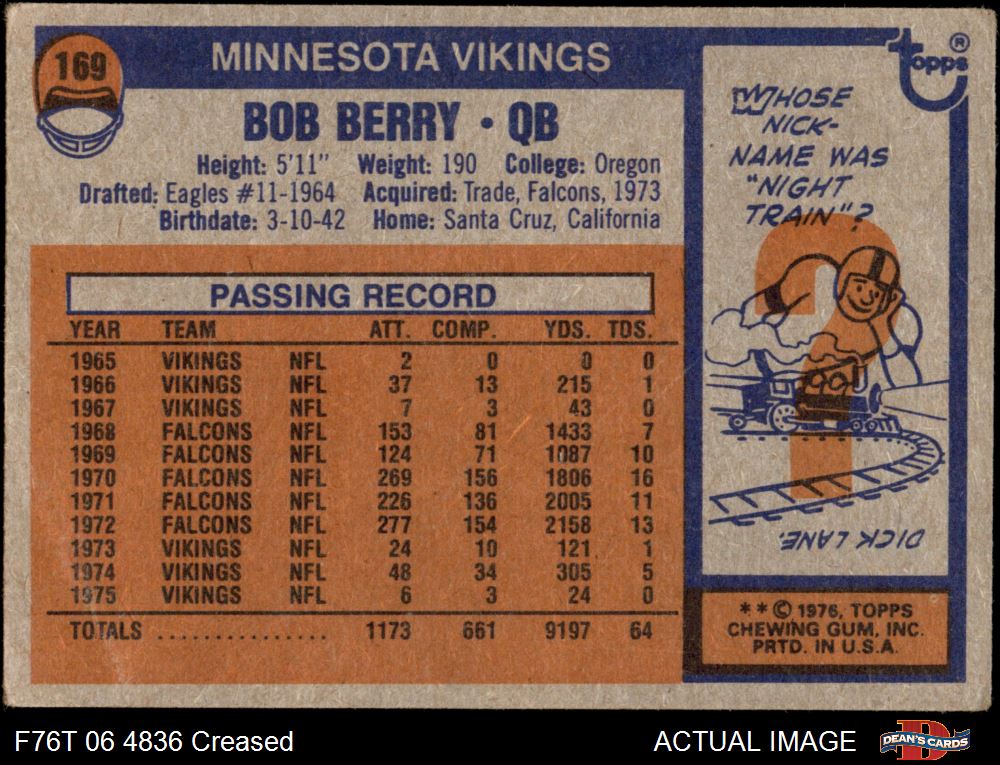 169
MINNESOTA VIKINGS
BOB BERRY • QB
Height: 5'11" Weight: 190 College: Oregon
Drafted: Eagles #11-1964 Acquired: Trade, Falcons, 1973
Birthdate: 3-10-42 Home: Santa Cruz, California
PASSING RECORD
YEAR TEAM ATT. COMP. YDS. TDS.
1965 VIKINGS NFL 2 0 0 0
1966 VIKINGS NFL 37 13 215 1
1967 VIKINGS NFL 7 3 43 0
1968 FALCONS NFL 153 81 1433 7
1969 FALCONS NFL 124 71 1087 10
1970 FALCONS NFL 269 156 1806 16
1971 FALCONS NFL 226 136 2005 11
1972 FALCONS NFL 277 154 2158 13
1973 VIKINGS NFL 24 10 121 1
1974 VIKINGS NFL 48 34 305 5
1975 VIKINGS NFL 6 3 24 0
TOTALS ............... 1173 661 9197 64
topps ®
WHOSE
NICK-
NAME WAS
"NIGHT
TRAIN"?
?
DICK LANE.
** © 1976, TOPPS
CHEWING GUM, INC.
PRTD. IN U.S.A.
F76T 06 4836 Creased
ACTUAL IMAGE
DEAN'S CARDS